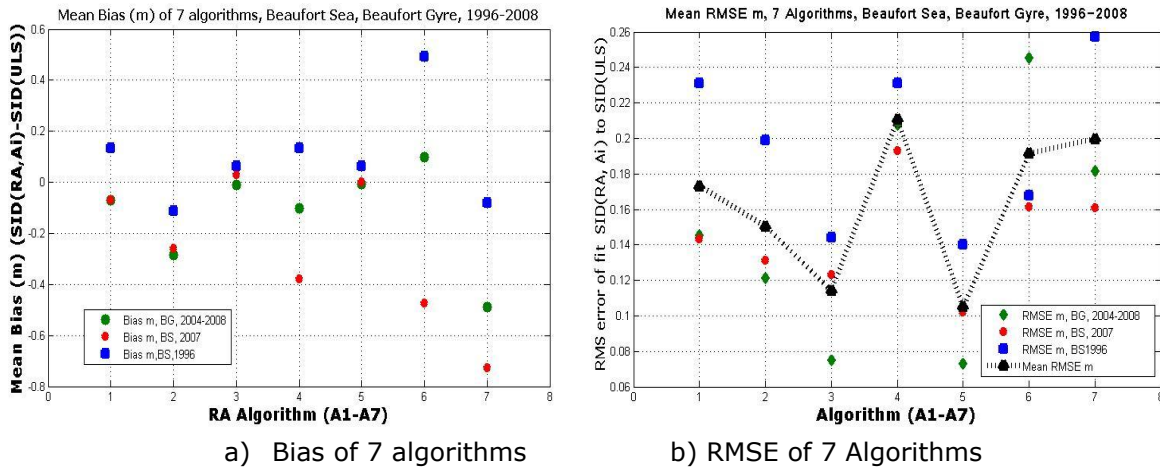 Mean Bias (m) of 7 algorithms, Beaufort Sea, Beaufort Gyre, 1996-2008
Mean Bias (m) (SID(RA,Ai)-SID(ULS))
0.6
0.4
0.2
0
-0.2
-0.4
-0.6
-0.8
Bias m, BG, 2004-2008
Bias m, BS, 2007
Bias m,BS,1996
0 1 2 3 4 5 6 7 8
RA Algorithm (A1-A7)
a) Bias of 7 algorithms
Mean RMSE m, 7 Algorithms, Beaufort Sea, Beaufort Gyre, 1996-2008
RMS error of fit SID(RA, Ai) to SID(ULS)
0.26
0.24
0.22
0.2
0.18
0.16
0.14
0.12
0.1
0.08
0.06
RMSE m, BG, 2004-2008
RMSE m, BS, 2007
RMSE m, BS1996
Mean RMSE m
0 1 2 3 4 5 6 7 8
Algorithm (A1-A7)
b) RMSE of 7 Algorithms